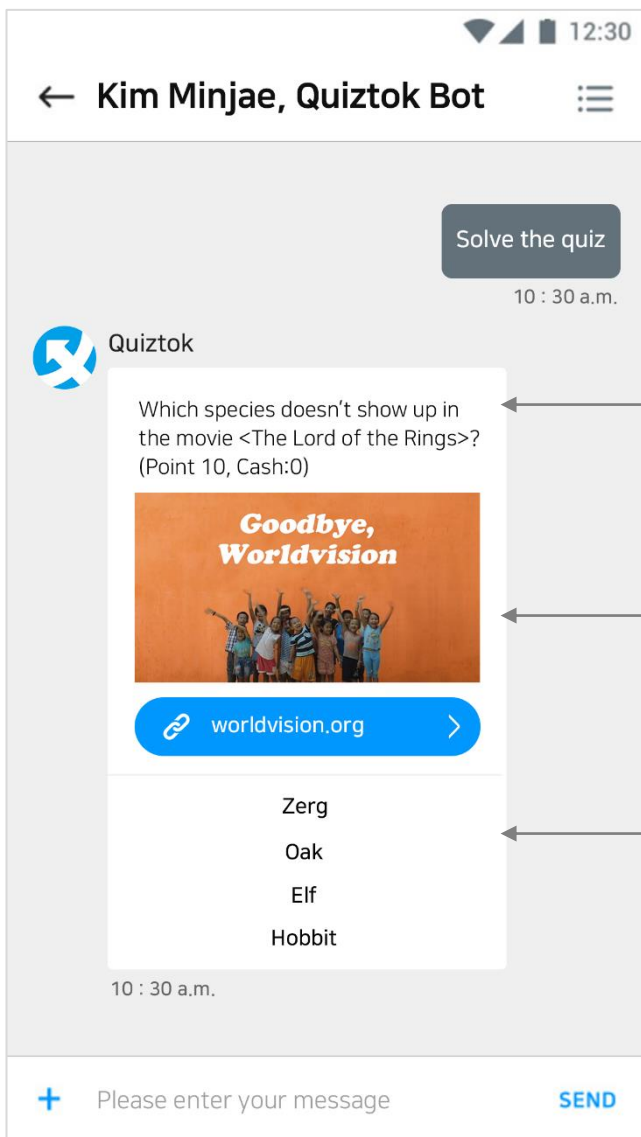 12:30
Kim Minjae, Quiztok Bot
Solve the quiz
10 : 30 a.m.
Quiztok
Which species doesn't show up in
the movie <The Lord of the Rings>?
(Point 10, Cash:0)
Goodbye,
Worldvision
worldvision.org
Zerg
Oak
Elf
Hobbit
10 : 30 a.m.
Please enter your message
SEND